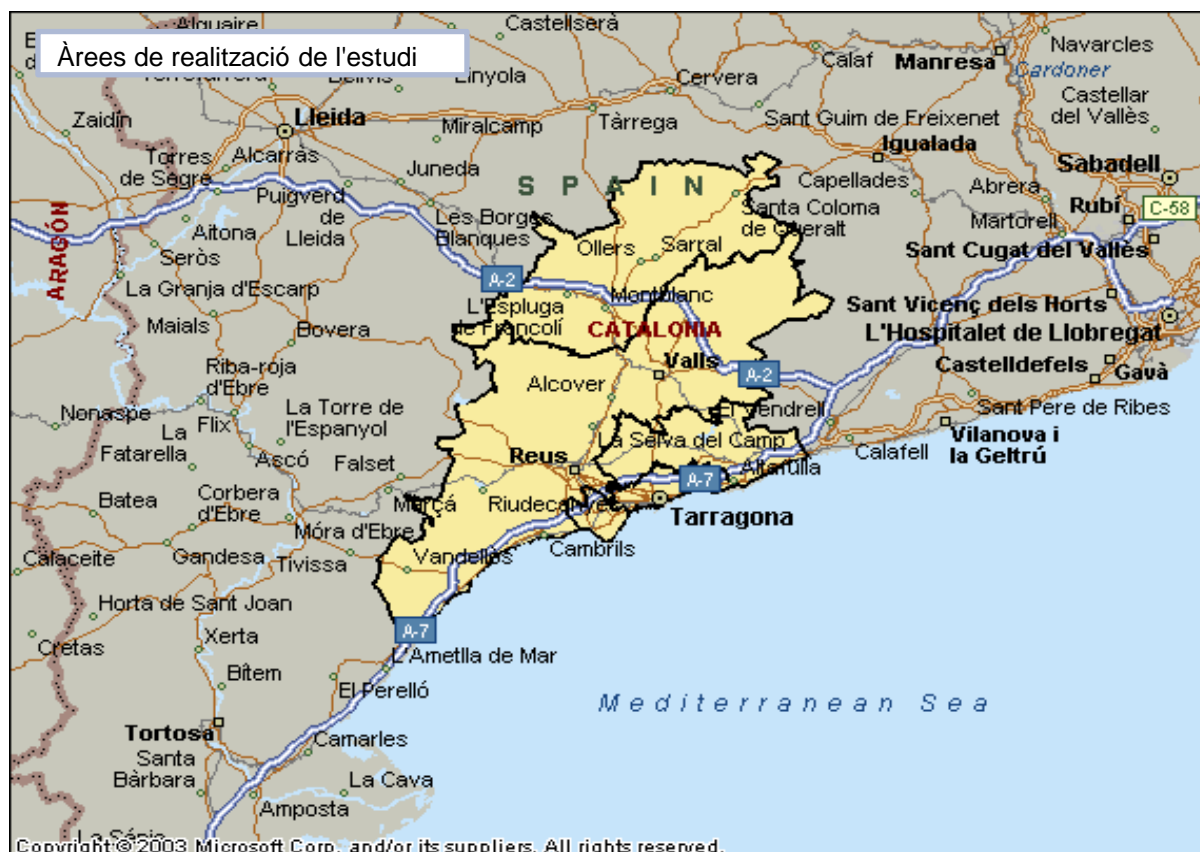 Àrees de realització de l'estudi
Alguaire
Castellserà
Navarcles
Calaf
Manresa
Cardoner
Linyola
Cervera
Castellar
del Vallès
Zaidín
Lleida
Miralcamp
Tàrrega
Sant Guim de Freixenet
Igualada
Torres
de Segre
Alcarràs
Juneda
SPAIN
Capellades
Abrera
Sabadell
Puigverd
de
Lleida
Les Borges
Blanques
Santa Coloma
de Queralt
Martorell
Rubí
C-58
ARAGÓN
Aitona
Ollers
Sarral
Sant Cugat del Vallès
Seròs
A-2
La Granja d'Escarp
L'Espluga
de Francolí
Montblanc
Sant Vicenç dels Horts
Maials
Bovera
CATALONIA
L'Hospitalet de Llobregat
Riba-roja
d'Ebre
Valls
A-2
Castelldefels
Gavà
Alcover
Nonaspe
Flix
La Torre de
l'Espanyol
El Vendrell
Sant Pere de Ribes
La
Fatarella
Ascó
La Selva del Camp
Vilanova i
la Geltrú
Falset
Reus
Calafell
A-7
Altafulla
Batea
Corbera
d'Ebre
Marçà
Tarragona
Móra d'Ebre
Cambrils
Calaceite
Gandesa
Tivissa
Vandellòs
Horta de Sant Joan
A-7
Cretas
Xerta
L'Ametlla de Mar
Bítem
El Perelló
Mediterranean Sea
Tortosa
Camarles
Santa
Bàrbara
La Cava
Amposta
La Sénia
Copyright © 2003 Microsoft Corp. and/or its suppliers. All rights reserved.